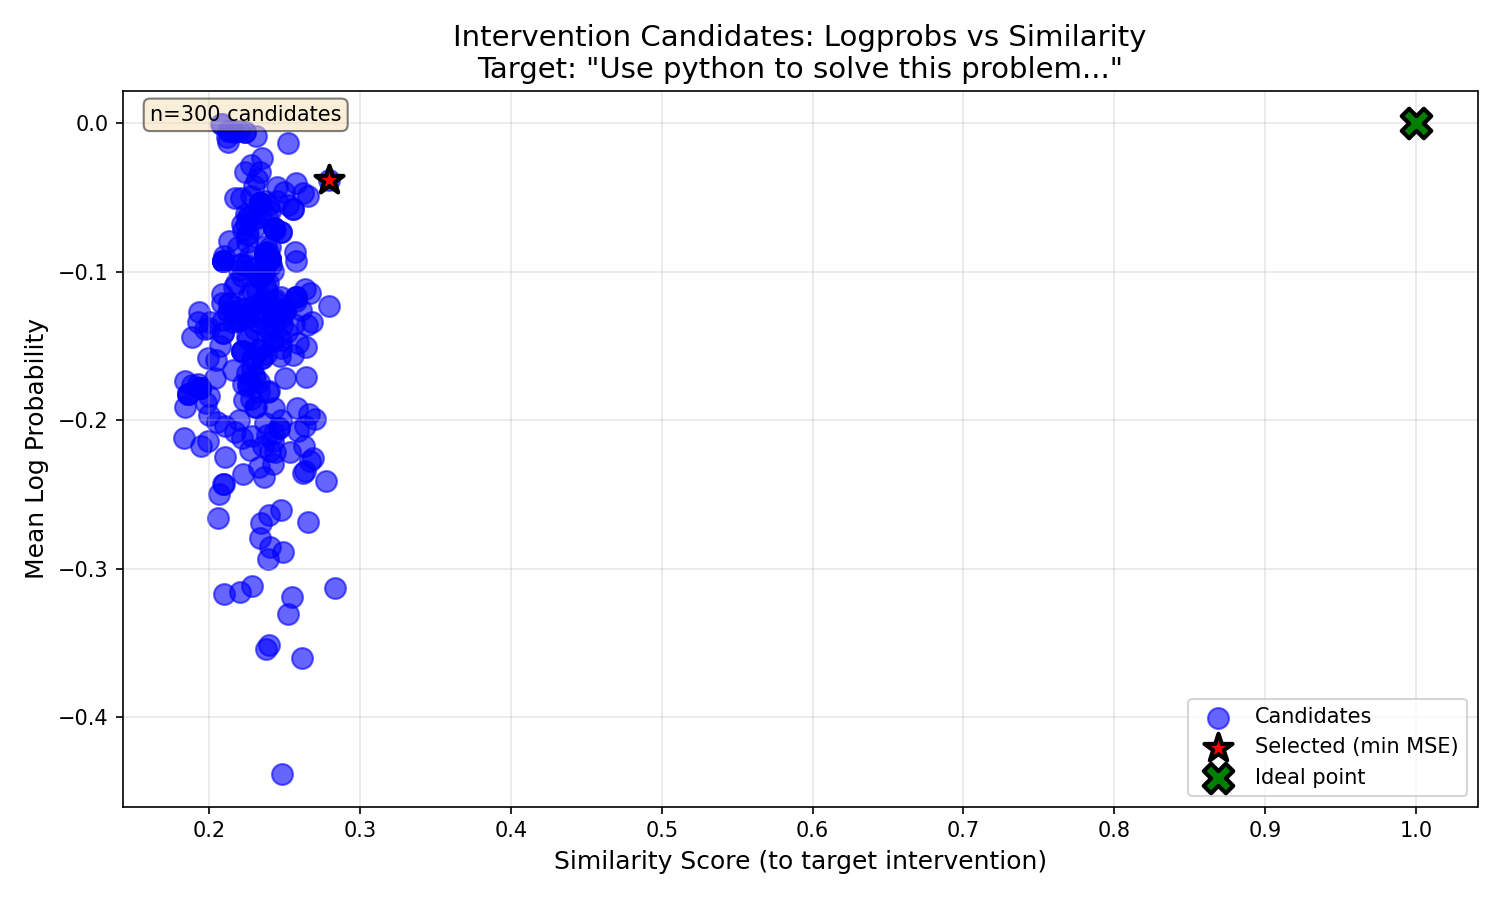 Intervention Candidates: Logprobs vs Similarity
Target: "Use python to solve this problem..."
n=300 candidates
Mean Log Probability
0.0
−0.1
−0.2
−0.3
−0.4
0.2
0.3
0.4
0.5
0.6
0.7
0.8
0.9
1.0
Similarity Score (to target intervention)
Candidates
Selected (min MSE)
Ideal point